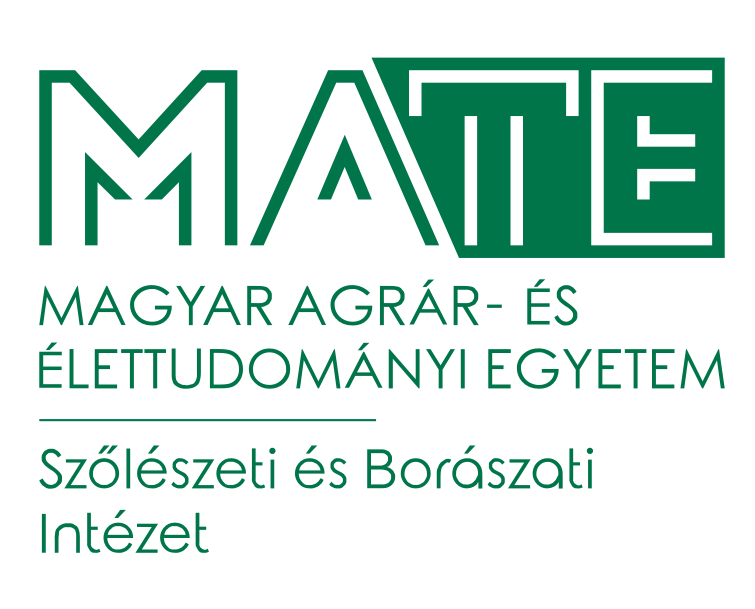 MATE
MAGYAR AGRÁR- ÉS
ÉLETTUDOMÁNYI EGYETEM
Szőlészeti és Borászati
Intézet